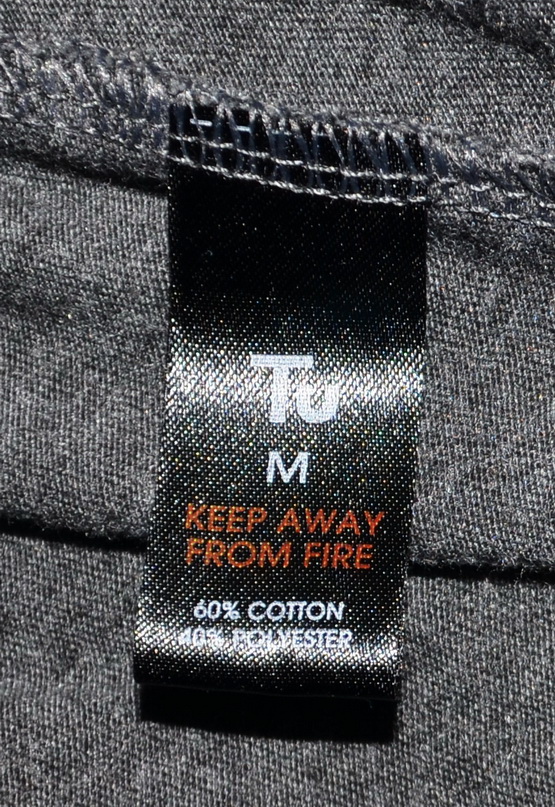 Tu
M
KEEP AWAY
FROM FIRE
60% COTTON
40% POLYESTER